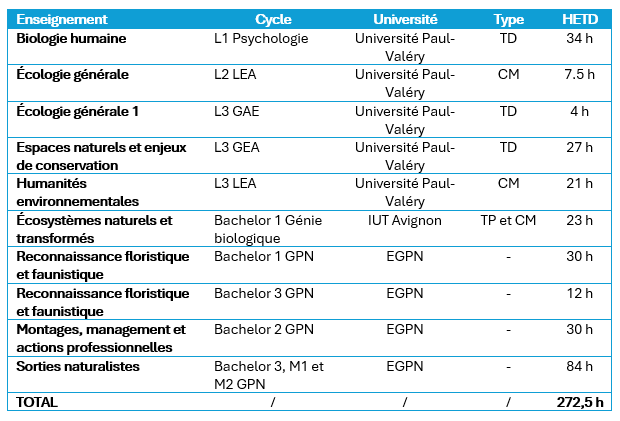 Enseignement Cycle Université Type HETD
Biologie humaine L1 Psychologie Université Paul- TD 34 h
Valéry
Écologie générale L2 LEA Université Paul- CM 7.5 h
Valéry
Écologie générale 1 L3 GAE Université Paul- TD 4 h
Valéry
Espaces naturels et enjeux L3 GEA Université Paul- TD 27 h
de conservation Valéry
Humanités L3 LEA Université Paul- CM 21 h
environnementales Valéry
Écosystèmes naturels et Bachelor 1 Génie IUT Avignon TP et CM 23 h
transformés biologique
Reconnaissance floristique Bachelor 1 GPN EGPN - 30 h
et faunistique
Reconnaissance floristique Bachelor 3 GPN EGPN - 12 h
et faunistique
Montages, management et Bachelor 2 GPN EGPN - 30 h
actions professionnelles
Sorties naturalistes Bachelor 3, M1 et EGPN - 84 h
M2 GPN
TOTAL / / / 272,5 h